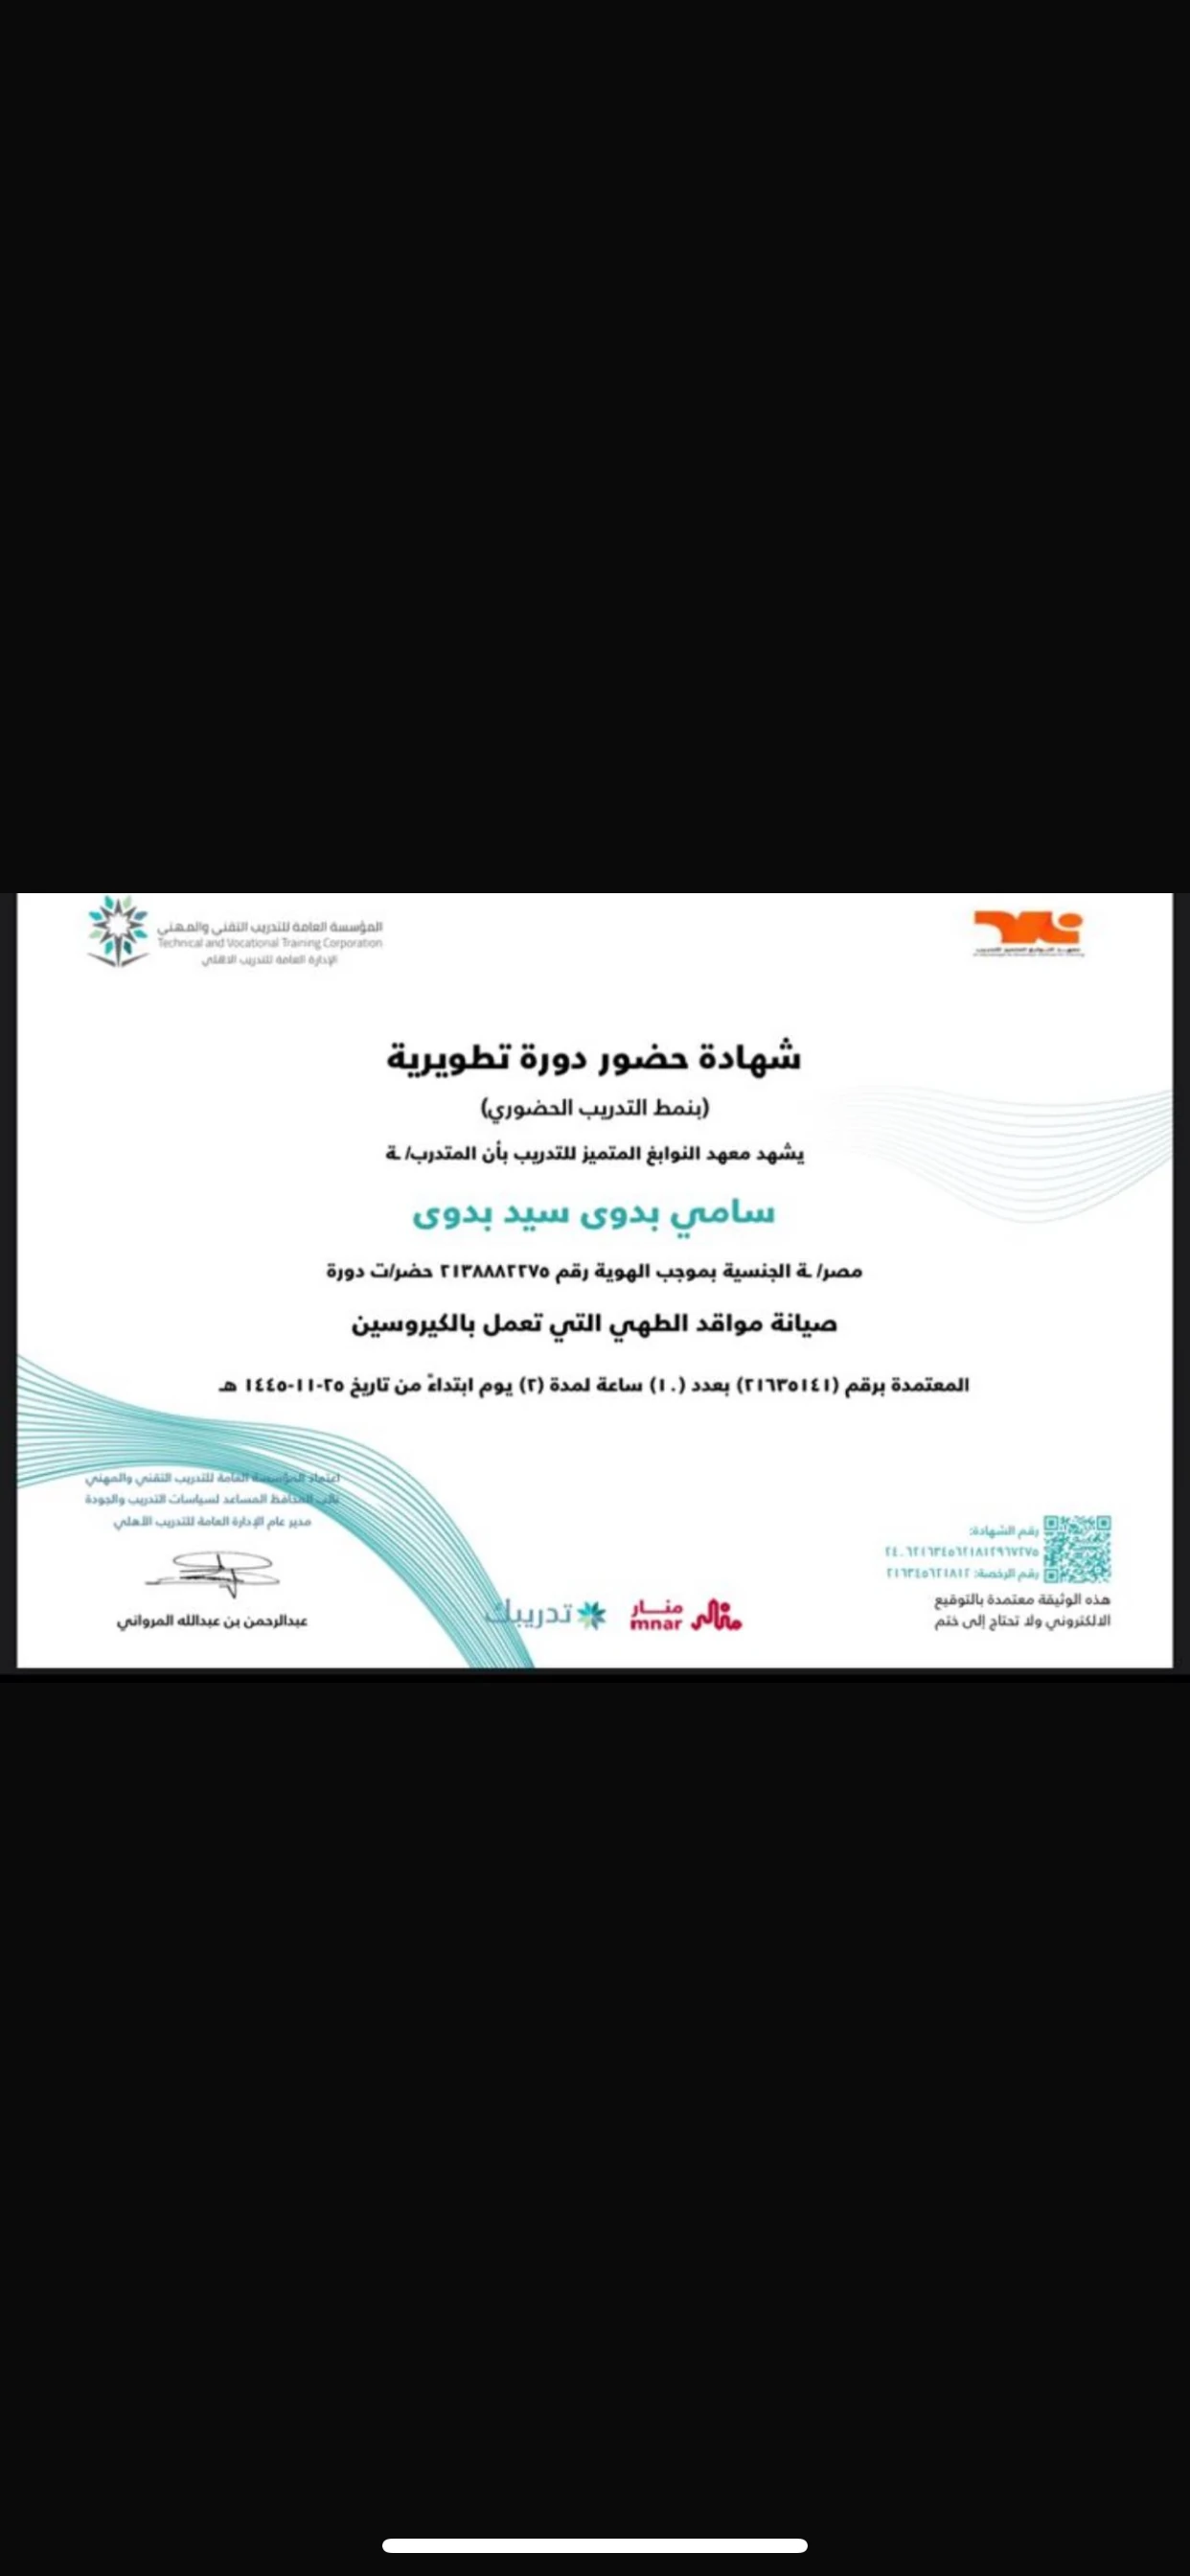 المؤسسة العامة للتدريب التقني والمهني
Technical and Vocational Training Corporation
الإدارة العامة للتدريب الاهلي
شهادة حضور دورة تطويرية
(بنمط التدريب الحضوري)
يشهد معهد النوابغ المتميز للتدريب بأن المتدرب/ـة
سامي بدوى سيد بدوى
مصر/ـة الجنسية بموجب الهوية رقم ٢١٣٨٨٨٢٢٧٥ حضر/ت دورة
صيانة مواقد الطهي التي تعمل بالكيروسين
المعتمدة برقم (٢١٦٣٥١٤١) بعدد (١٠) ساعة لمدة (٢) يوم ابتداءً من تاريخ ٢٥-١١-١٤٤٥ هـ
اعتماد المؤسسة العامة للتدريب التقني والمهني
نائب المحافظ المساعد لسياسات التدريب والجودة
مدير عام الإدارة العامة للتدريب الأهلي
عبدالرحمن بن عبدالله المرواني
تدريبك
منار
mnar
رقم الشهادة:
رقم الرخصة: ٢١٦٣٤٥٦٢١٨١٢
هذه الوثيقة معتمدة بالتوقيع
الالكتروني ولا تحتاج إلى ختم